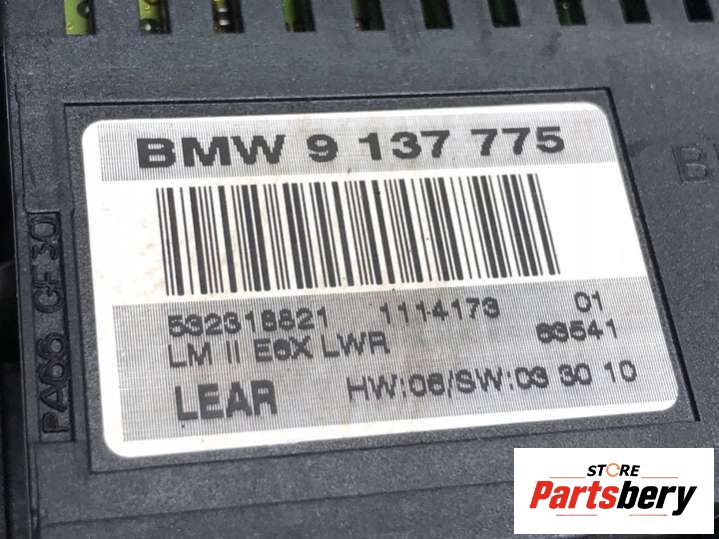 BMW 9 137 775
532318821 1114173 01
LM II E6X LWR 63541
LEAR HW:06/SW:03 30 10
PA66 GF30
STORE
Partsbery